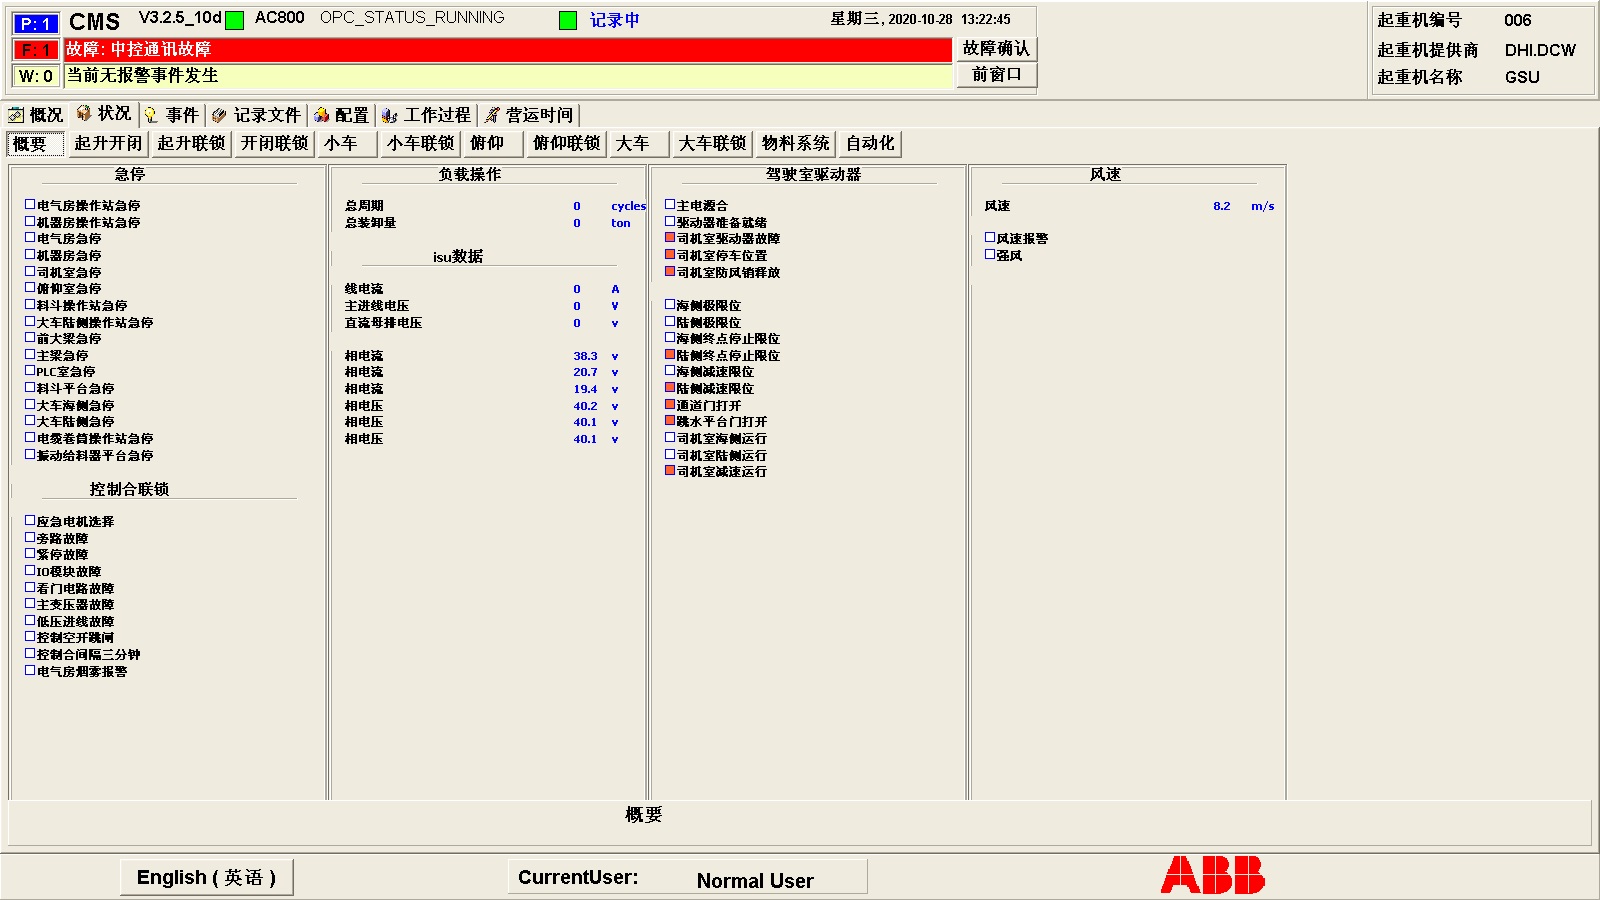 P: 1 CMS V3.2.5_10d AC800 OPC_STATUS_RUNNING 记录中 星期三, 2020-10-28 13:22:45
F: 1 故障: 中控通讯故障 故障确认
W: 0 当前无报警事件发生 前窗口
起重机编号 006
起重机提供商 DHI.DCW
起重机名称 GSU
概况 状况 事件 记录文件 配置 工作过程 营运时间
概要 起升开闭 起升联锁 开闭联锁 小车 小车联锁 俯仰 俯仰联锁 大车 大车联锁 物料系统 自动化
急停
电气房操作站急停
机器房操作站急停
电气房急停
机器房急停
司机室急停
俯仰室急停
料斗操作站急停
大车陆侧操作站急停
前大梁急停
主梁急停
PLC室急停
料斗平台急停
大车海侧急停
大车陆侧急停
电缆卷筒操作站急停
振动给料器平台急停
控制合联锁
应急电机选择
旁路故障
紧停故障
IO模块故障
看门电路故障
主变压器故障
低压进线故障
控制空开跳闸
控制合间隔三分钟
电气房烟雾报警
负载操作
总周期 0 cycles
总装卸量 0 ton
isu数据
线电流 0 A
主进线电压 0 V
直流母排电压 0 v
相电流 38.3 v
相电流 20.7 v
相电流 19.4 v
相电压 40.2 v
相电压 40.1 v
相电压 40.1 v
驾驶室驱动器
主电源合
驱动器准备就绪
司机室驱动器故障
司机室停车位置
司机室防风销释放
海侧极限位
陆侧极限位
海侧终点停止限位
陆侧终点停止限位
海侧减速限位
陆侧减速限位
通道门打开
跳水平台门打开
司机室海侧运行
司机室陆侧运行
司机室减速运行
风速
风速 8.2 m/s
风速报警
强风
概要
English ( 英语 ) CurrentUser: Normal User ABB